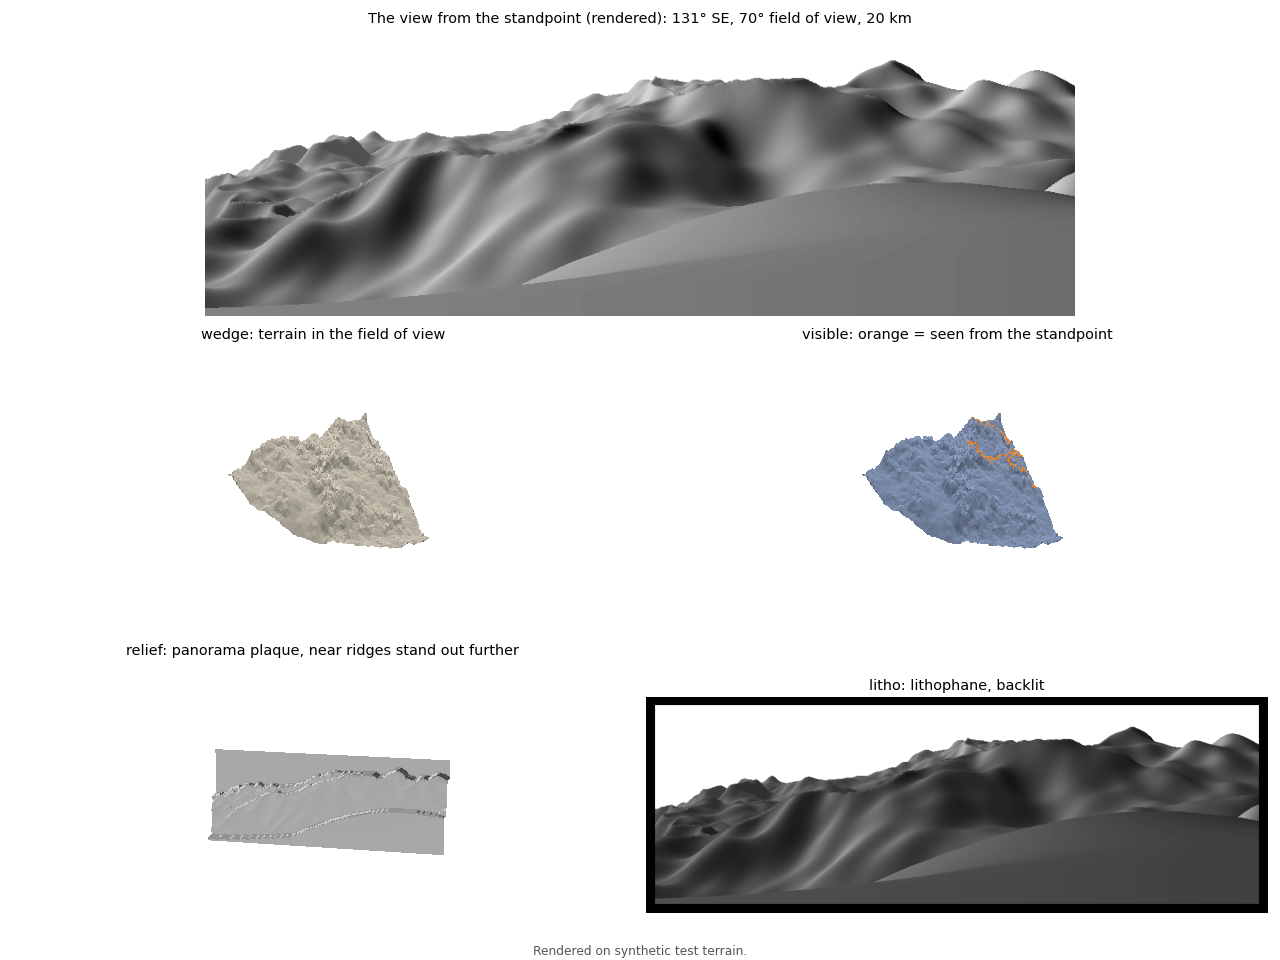 The view from the standpoint (rendered): 131° SE, 70° field of view, 20 km
wedge: terrain in the field of view
visible: orange = seen from the standpoint
relief: panorama plaque, near ridges stand out further
litho: lithophane, backlit
Rendered on synthetic test terrain.